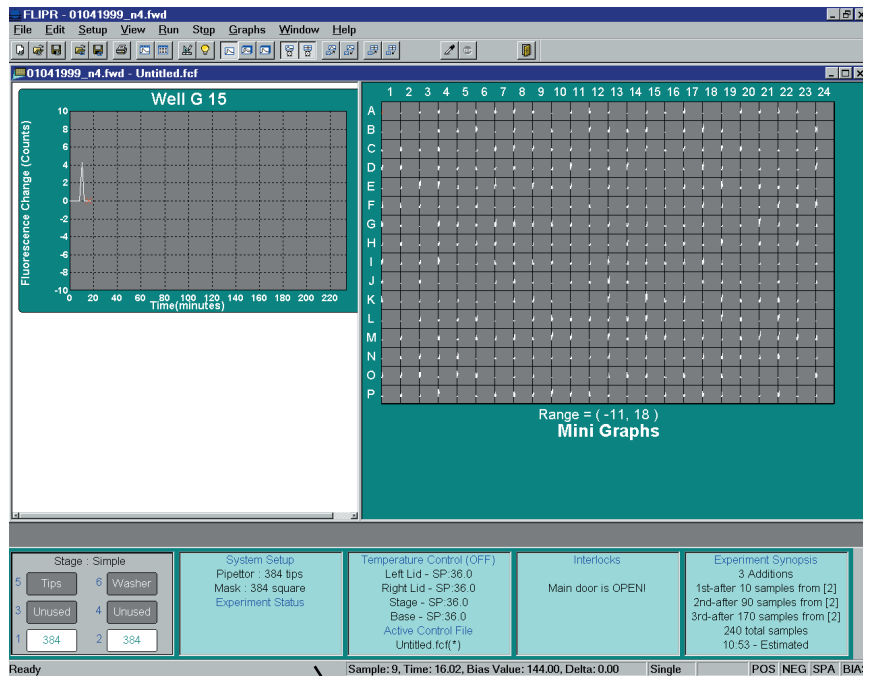 FLIPR - 01041999_n4.fwd
File Edit Setup View Run Stop Graphs Window Help
01041999_n4.fwd - Untitled.fcf
Well G 15
Fluorescence Change (Counts)
10
8
6
4
2
0
-2
-4
-6
-8
-10
0 20 40 60 80 100 120 140 160 180 200 220
Time(minutes)
1 2 3 4 5 6 7 8 9 10 11 12 13 14 15 16 17 18 19 20 21 22 23 24
A
B
C
D
E
F
G
H
I
J
K
L
M
N
O
P
Range = ( -11, 18 )
Mini Graphs
Stage : Simple
5 Tips 6 Washer
3 Unused 4 Unused
1 384 2 384
System Setup
Pipettor : 384 tips
Mask : 384 square
Experiment Status
Temperature Control (OFF)
Left Lid - SP:36.0
Right Lid - SP:36.0
Stage - SP:36.0
Base - SP:36.0
Active Control File
Untitled.fcf(*)
Interlocks
Main door is OPEN!
Experiment Synopsis
3 Additions
1st-after 10 samples from [2]
2nd-after 90 samples from [2]
3rd-after 170 samples from [2]
240 total samples
10:53 - Estimated
Ready
Sample: 9, Time: 16.02, Bias Value: 144.00, Delta: 0.00 Single POS NEG SPA BIA